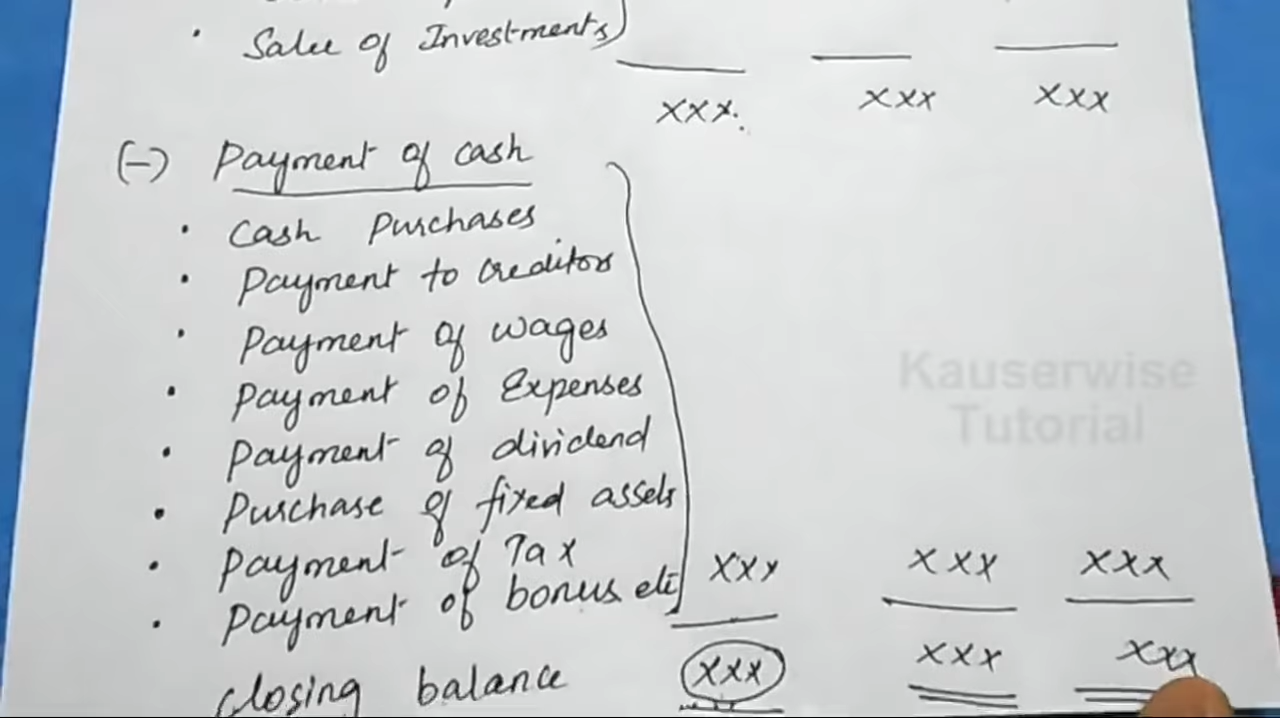 • Sale of Investments)
xxx. xxx xxx
(-) Payment of cash
• Cash Purchases
• Payment to Creditors
• Payment of wages
• Payment of Expenses
• Payment of dividend
• Purchase of fixed assets
• Payment of Tax xxx xxx xxx
• Payment of bonus etc
closing balance xxx xxx xxx
Kauserwise
Tutorial